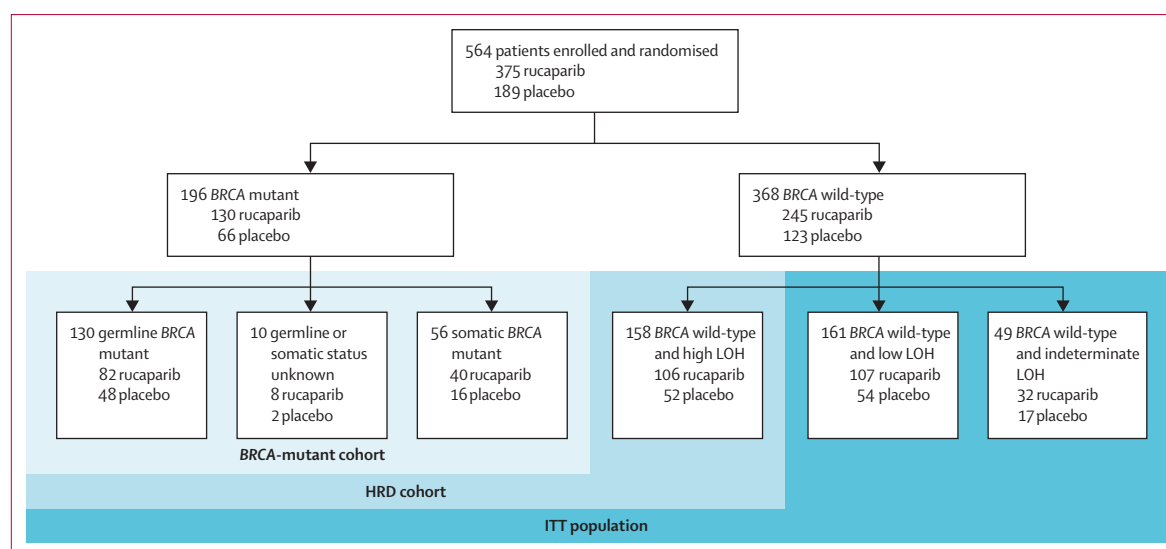 564 patients enrolled and randomised
375 rucaparib
189 placebo
196 BRCA mutant
130 rucaparib
66 placebo
368 BRCA wild-type
245 rucaparib
123 placebo
130 germline BRCA
mutant
82 rucaparib
48 placebo
10 germline or
somatic status
unknown
8 rucaparib
2 placebo
56 somatic BRCA
mutant
40 rucaparib
16 placebo
158 BRCA wild-type
and high LOH
106 rucaparib
52 placebo
161 BRCA wild-type
and low LOH
107 rucaparib
54 placebo
49 BRCA wild-type
and indeterminate
LOH
32 rucaparib
17 placebo
BRCA-mutant cohort
HRD cohort
ITT population